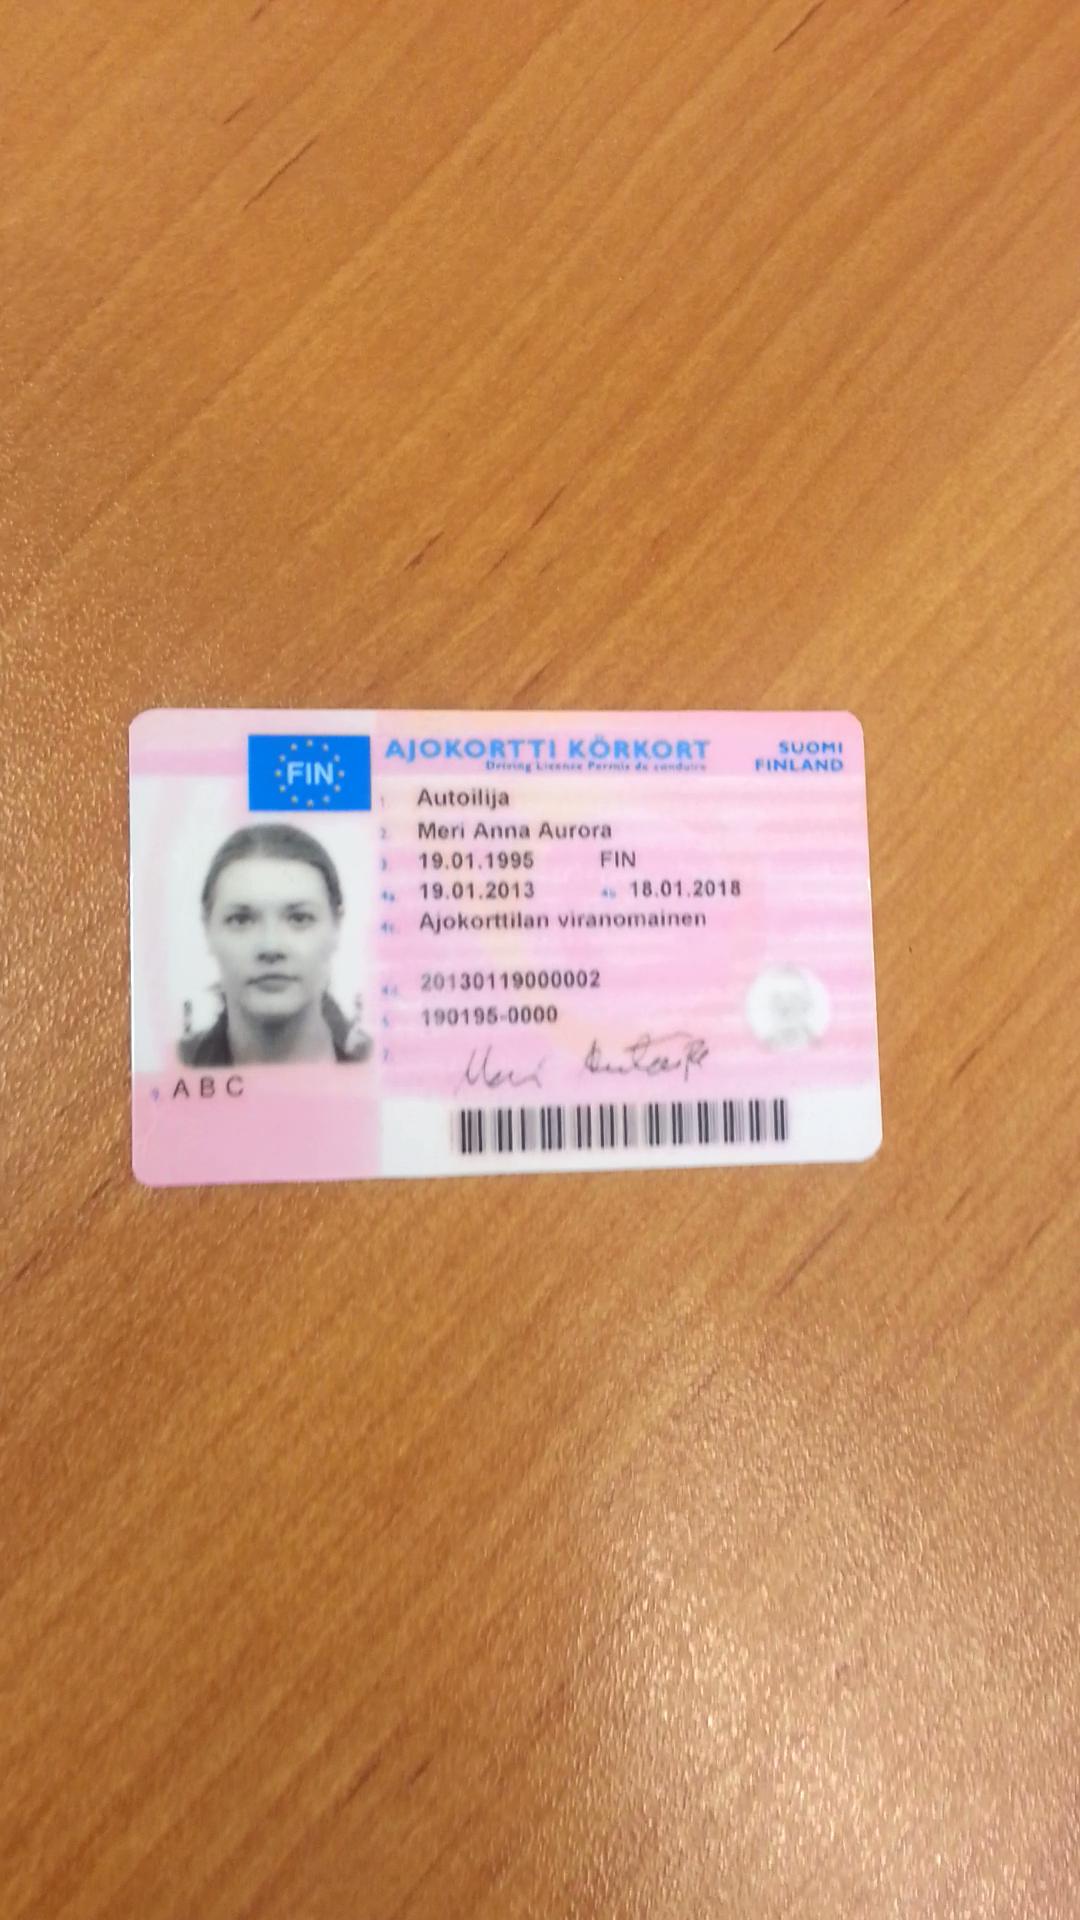 FIN
AJOKORTTI KÖRKORT
SUOMI
FINLAND
Driving Licence Permis de conduire
1. Autoilija
2. Meri Anna Aurora
3. 19.01.1995 FIN
4a. 19.01.2013 4b. 18.01.2018
4c. Ajokorttilan viranomainen
4d. 20130119000002
5. 190195-0000
7. Meri
9. A B C